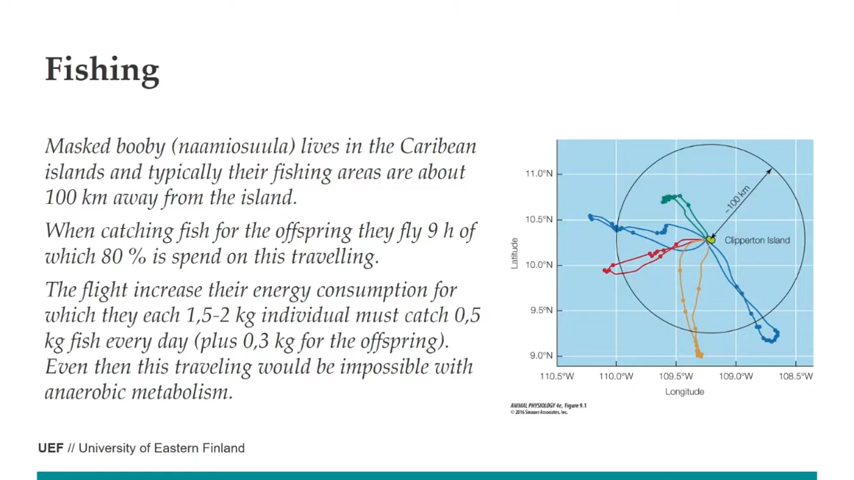 Fishing
Masked booby (naamiosuula) lives in the Caribean
islands and typically their fishing areas are about
100 km away from the island.
When catching fish for the offspring they fly 9 h of
which 80 % is spend on this travelling.
The flight increase their energy consumption for
which they each 1,5-2 kg individual must catch 0,5
kg fish every day (plus 0,3 kg for the offspring).
Even then this traveling would be impossible with
anaerobic metabolism.
11.0°N
10.5°N
10.0°N
9.5°N
9.0°N
Latitude
~100 km
Clipperton Island
110.5°W 110.0°W 109.5°W 109.0°W 108.5°W
Longitude
ANIMAL PHYSIOLOGY 4e, Figure 9.1
© 2016 Sinauer Associates, Inc.
UEF // University of Eastern Finland